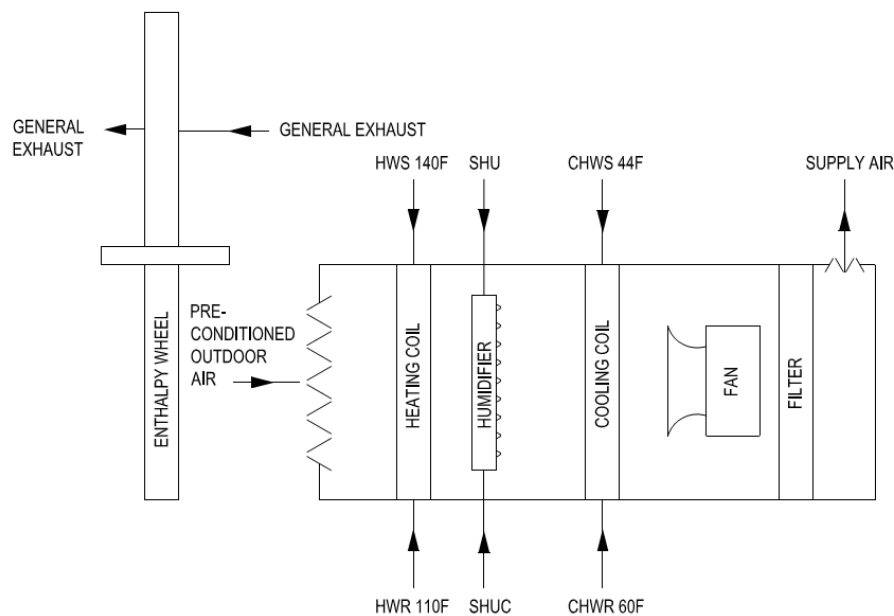 GENERAL
EXHAUST
GENERAL EXHAUST
HWS 140F
SHU
CHWS 44F
SUPPLY AIR
ENTHALPY WHEEL
PRE-
CONDITIONED
OUTDOOR
AIR
HEATING COIL
HUMIDIFIER
COOLING COIL
FAN
FILTER
HWR 110F
SHUC
CHWR 60F